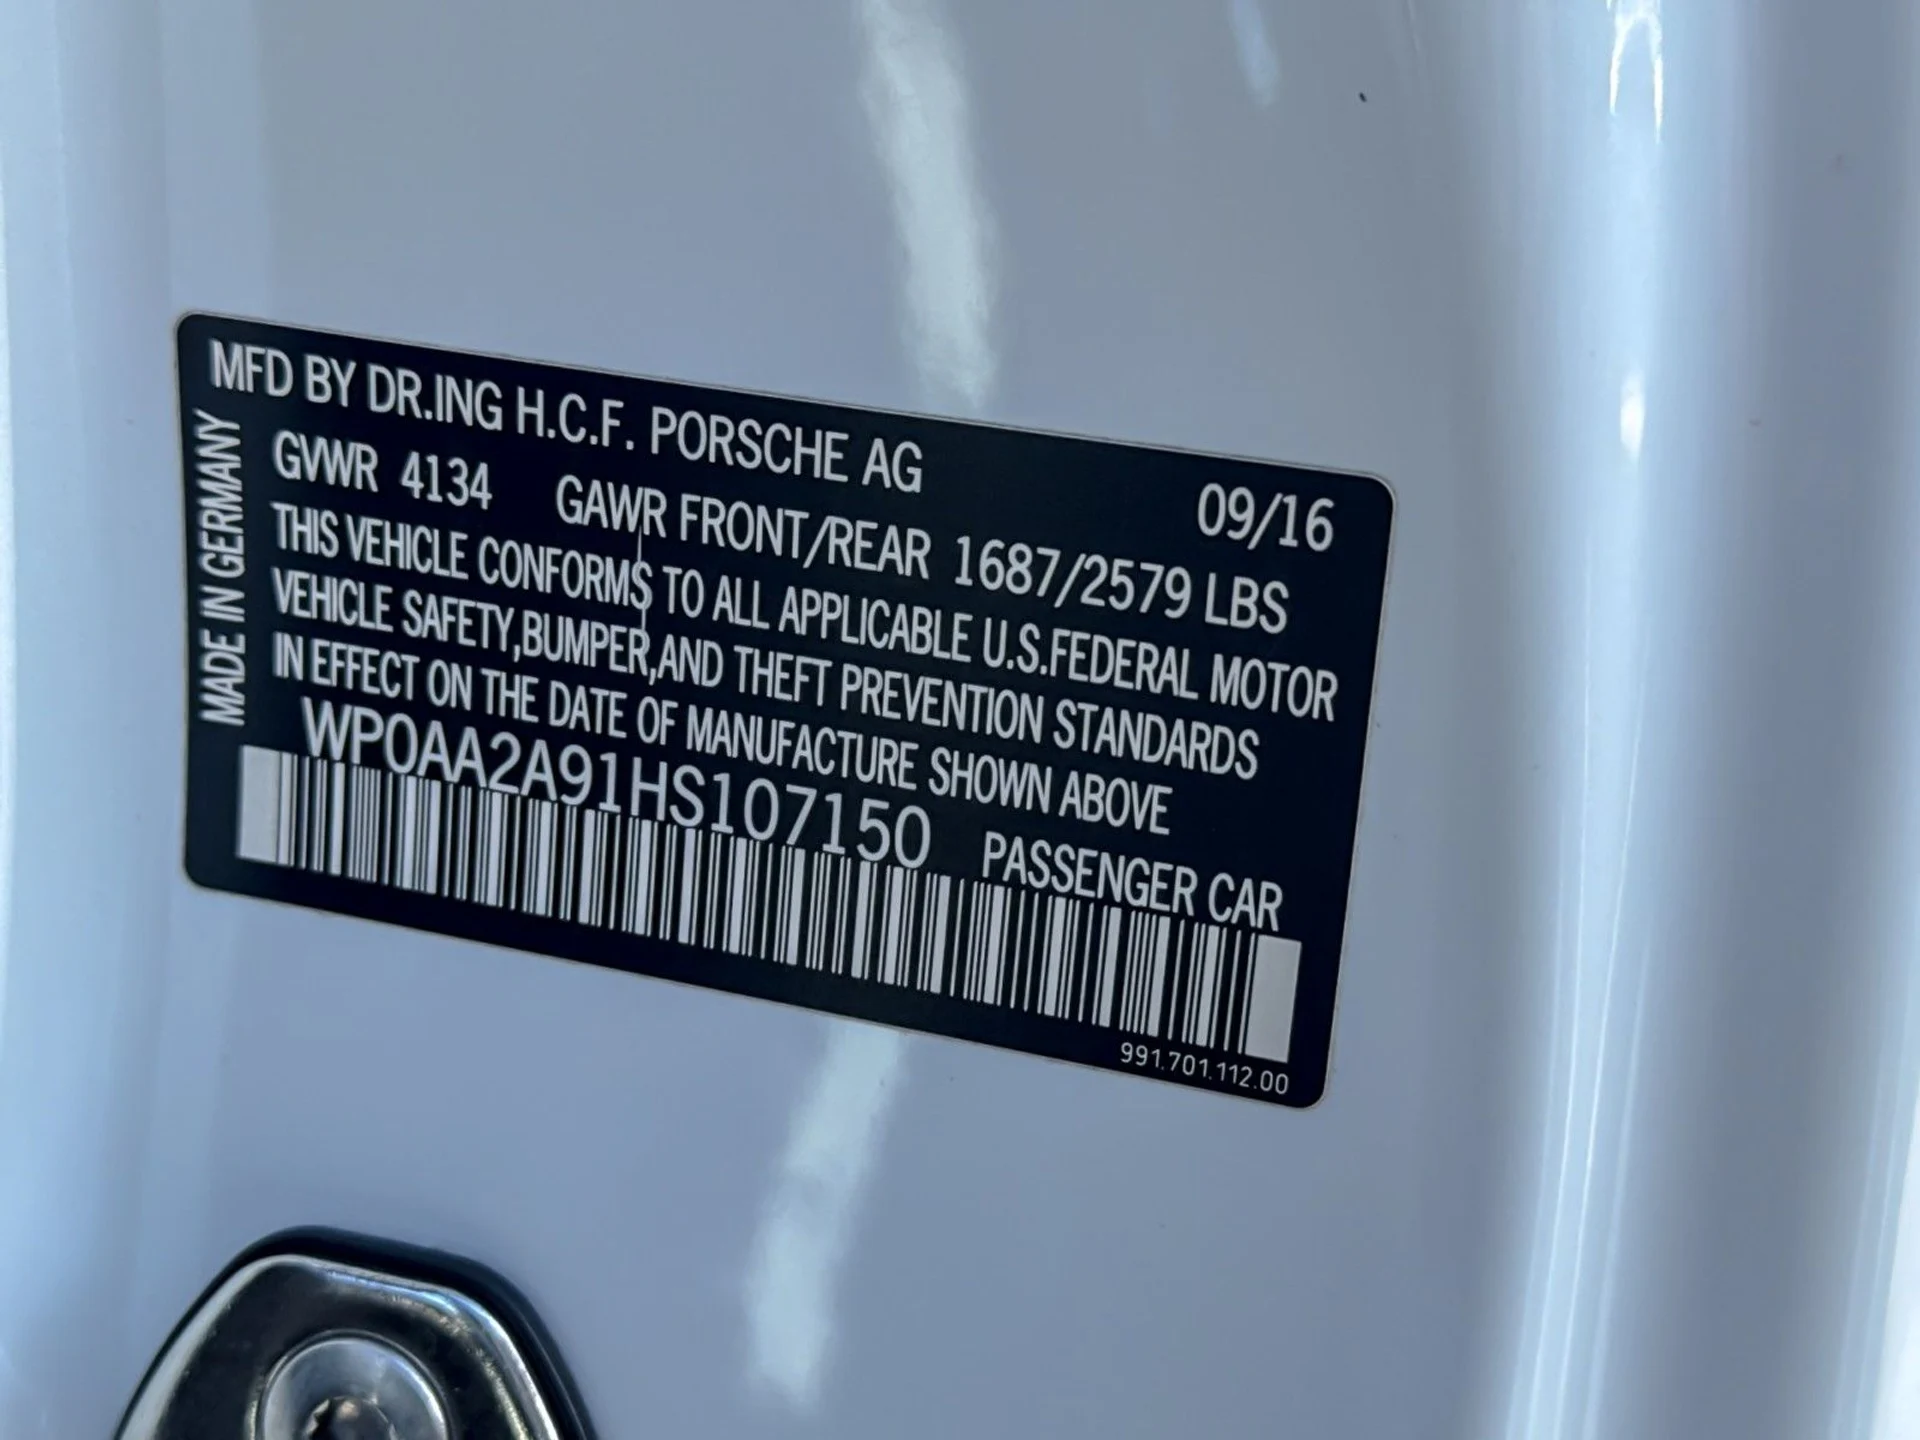 MFD BY DR.ING H.C.F. PORSCHE AG 09/16
GVWR 4134 GAWR FRONT/REAR 1687/2579 LBS
THIS VEHICLE CONFORMS TO ALL APPLICABLE U.S.FEDERAL MOTOR
VEHICLE SAFETY,BUMPER,AND THEFT PREVENTION STANDARDS
IN EFFECT ON THE DATE OF MANUFACTURE SHOWN ABOVE
WP0AA2A91HS107150 PASSENGER CAR
991.701.112.00
MADE IN GERMANY